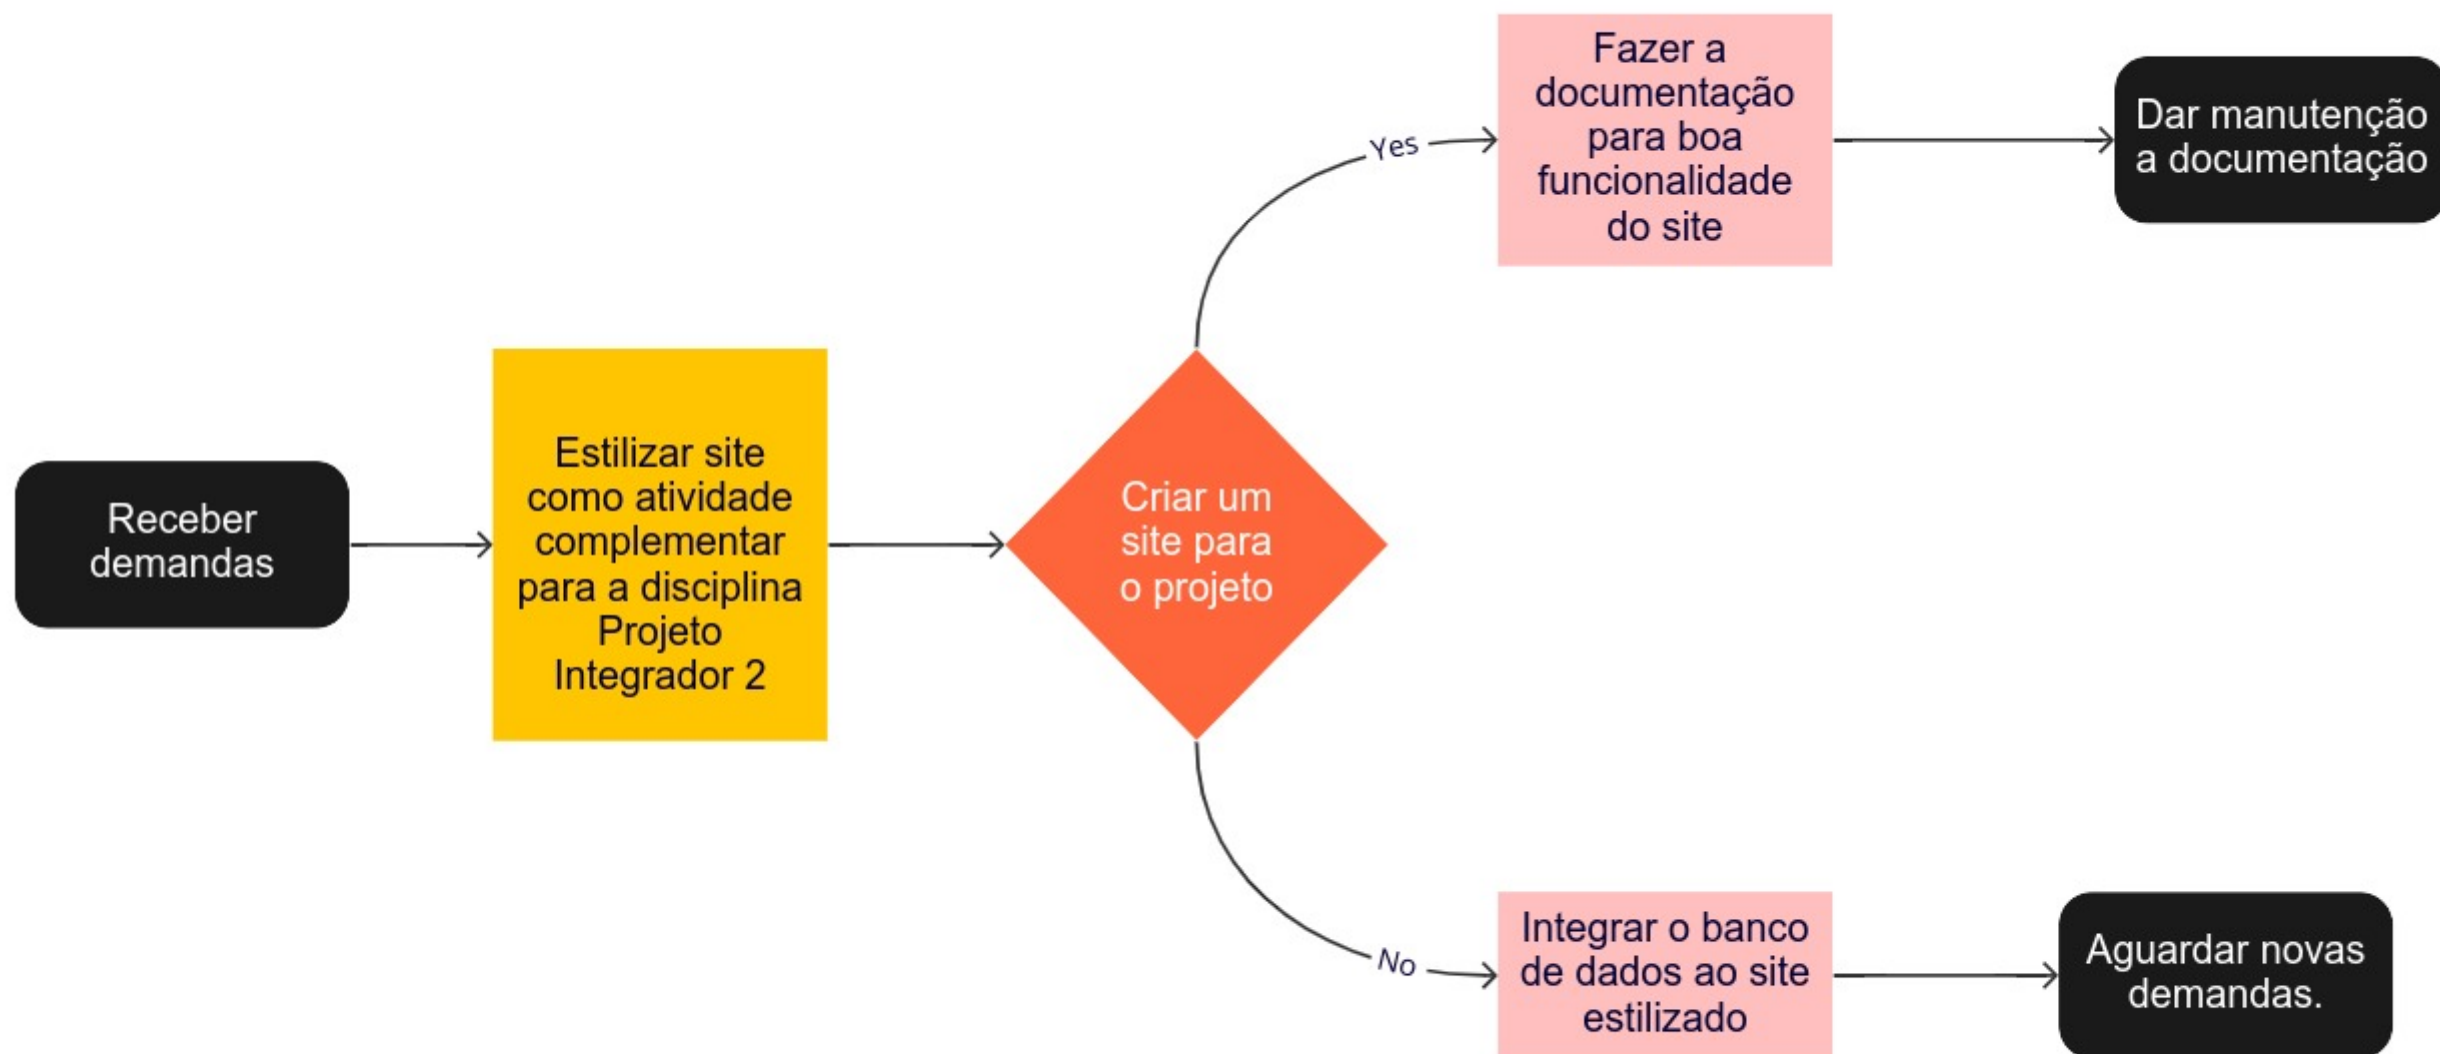 Receber
demandas
Estilizar site
como atividade
complementar
para a disciplina
Projeto
Integrador 2
Criar um
site para
o projeto
Yes
Fazer a
documentação
para boa
funcionalidade
do site
Dar manutenção
a documentação
No
Integrar o banco
de dados ao site
estilizado
Aguardar novas
demandas.